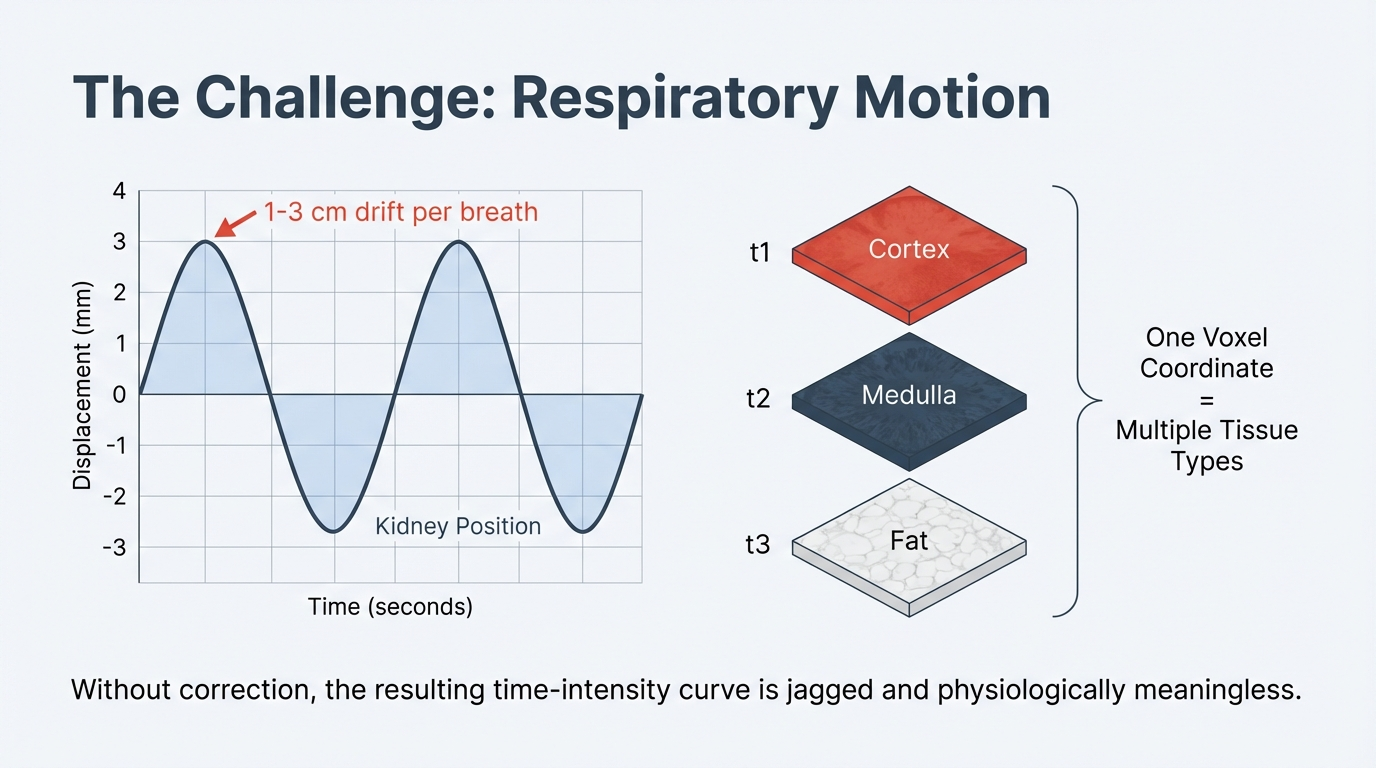 The Challenge: Respiratory Motion
4
3
2
1
0
-1
-2
-3
Displacement (mm)
1-3 cm drift per breath
Kidney Position
Time (seconds)
t1
Cortex
t2
Medulla
t3
Fat
One Voxel
Coordinate
=
Multiple Tissue
Types
Without correction, the resulting time-intensity curve is jagged and physiologically meaningless.